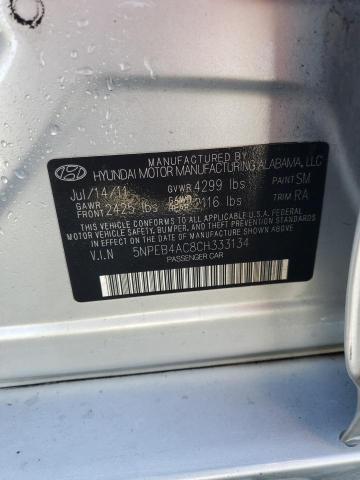 MANUFACTURED BY
HYUNDAI MOTOR MANUFACTURING ALABAMA, LLC
Jul/14/11 GVWR 4299 lbs PAINT SM
GAWR FRONT 2425 lbs GAWR REAR 2116 lbs TRIM RA
THIS VEHICLE CONFORMS TO ALL APPLICABLE U.S.A. FEDERAL
MOTOR VEHICLE SAFETY, BUMPER, AND THEFT PREVENTION
STANDARDS IN EFFECT ON THE DATE OF MANUFACTURE
SHOWN ABOVE.
V.I.N 5NPEB4AC8CH333134
PASSENGER CAR